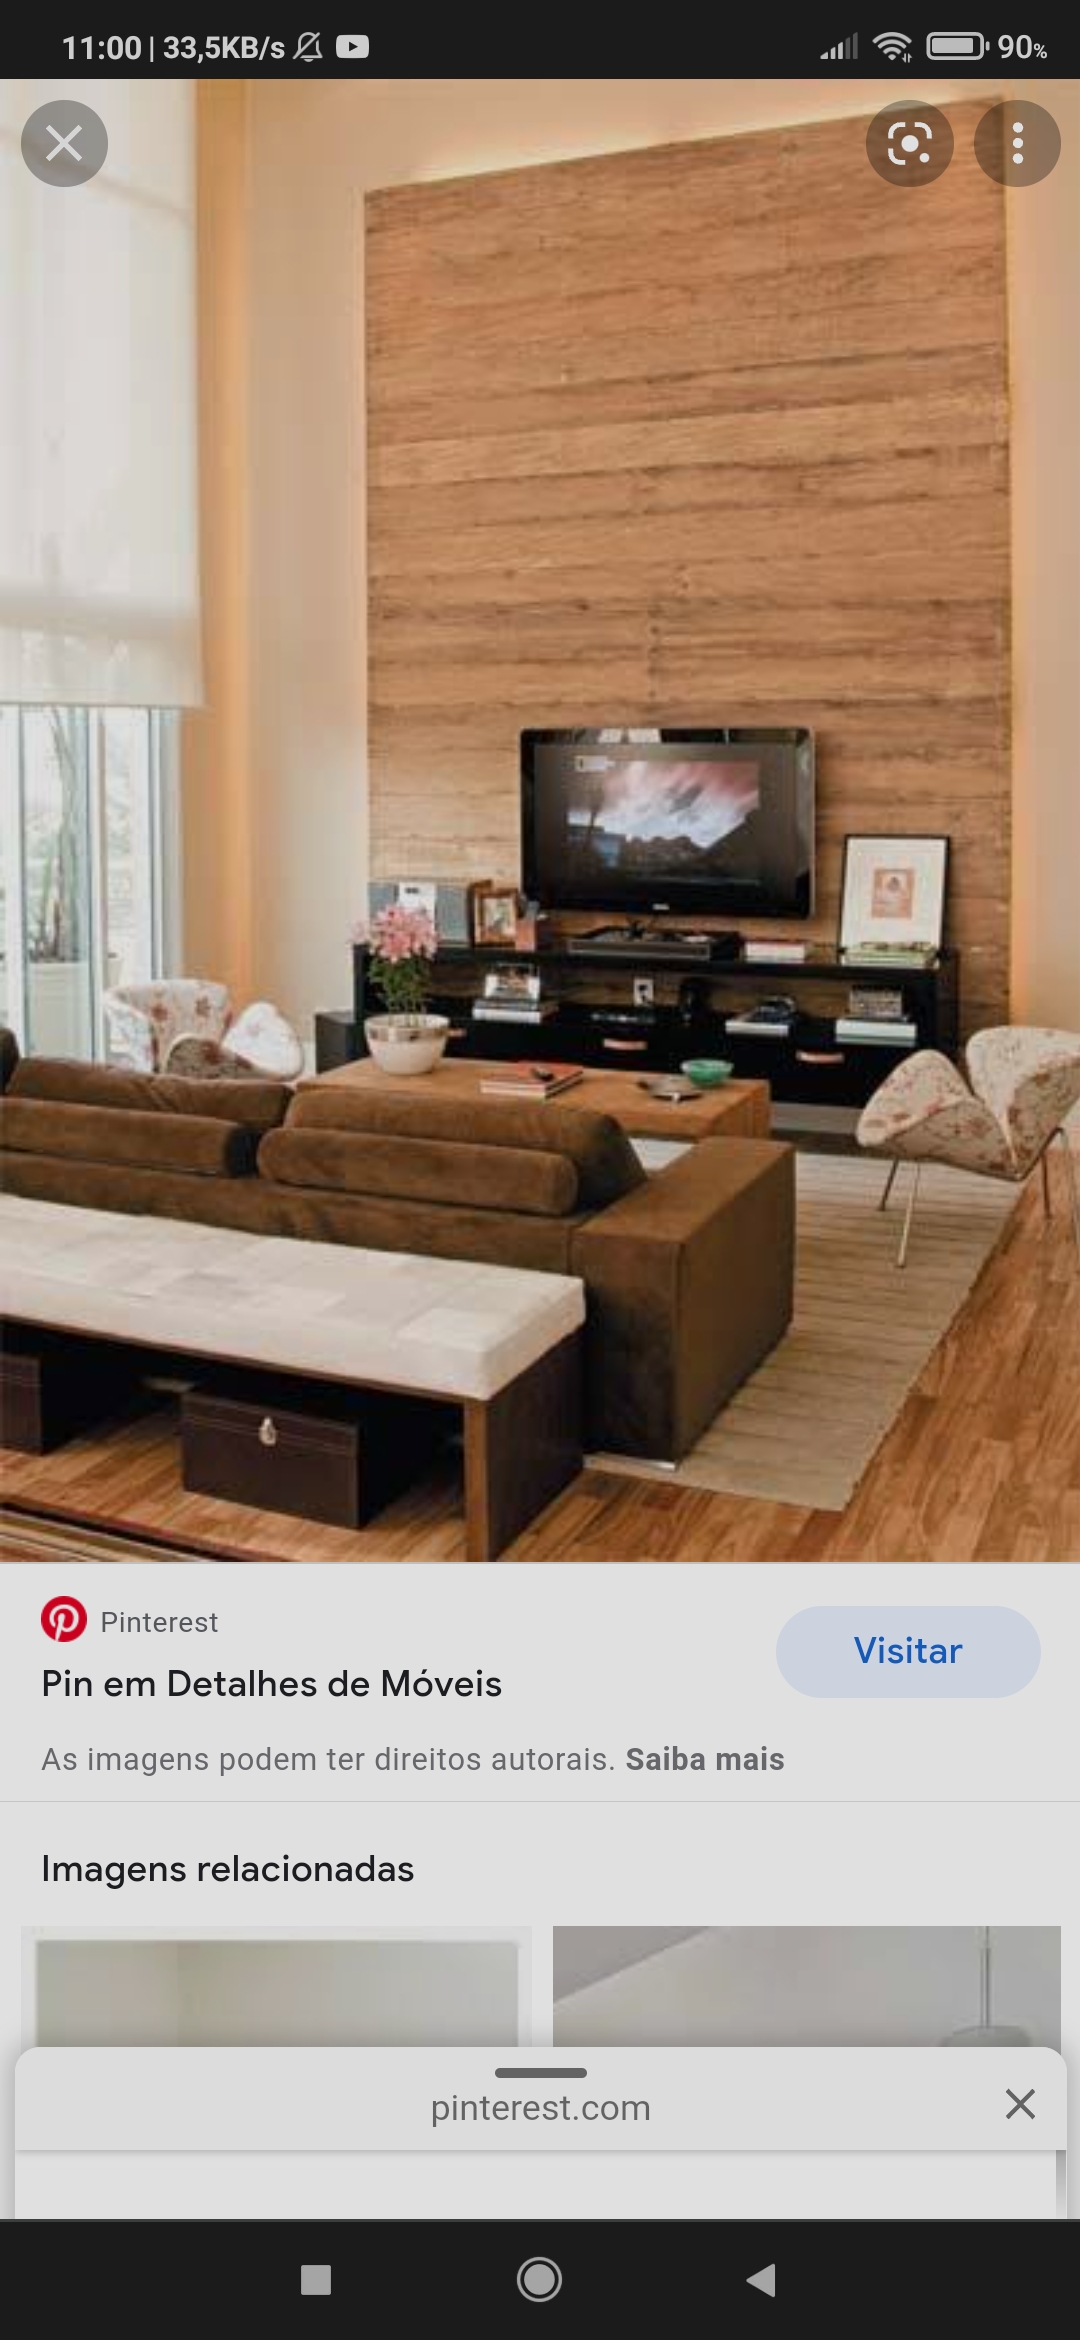 11:00 | 33,5KB/s
90%
Pinterest
Pin em Detalhes de Móveis
Visitar
As imagens podem ter direitos autorais. Saiba mais
Imagens relacionadas
pinterest.com